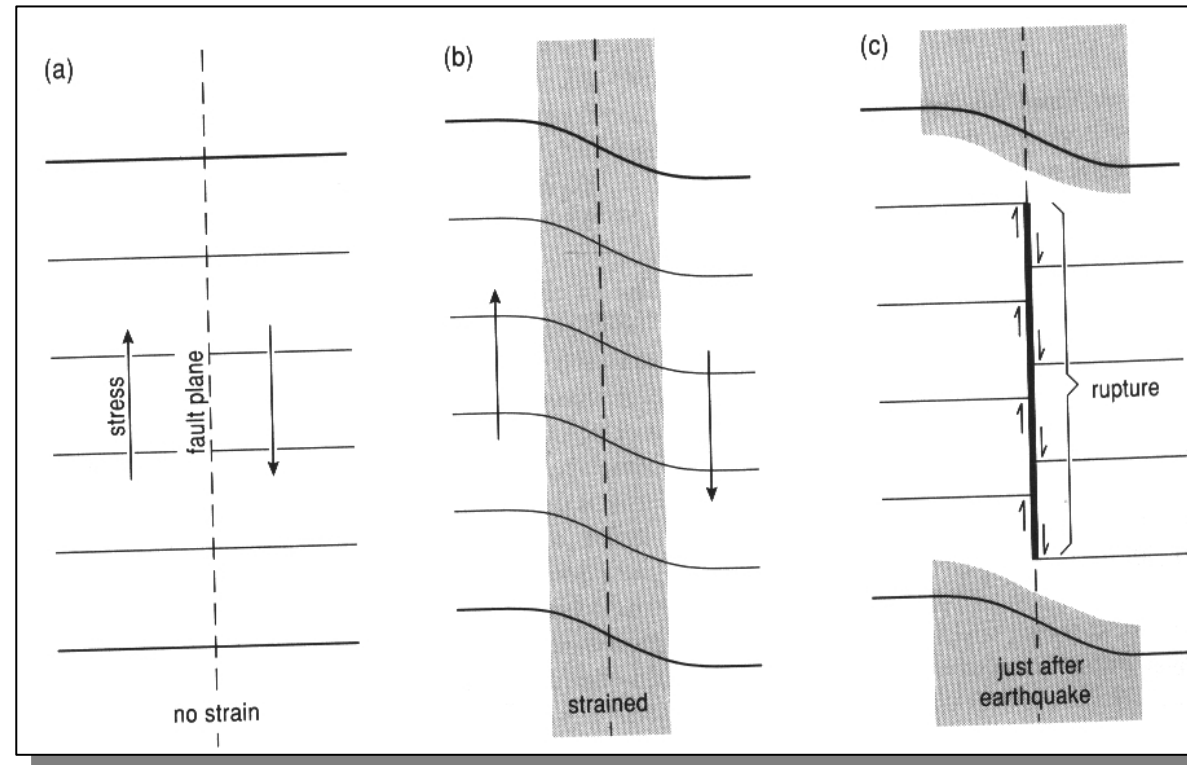 (a)
stress
fault plane
no strain
(b)
strained
(c)
rupture
just after
earthquake